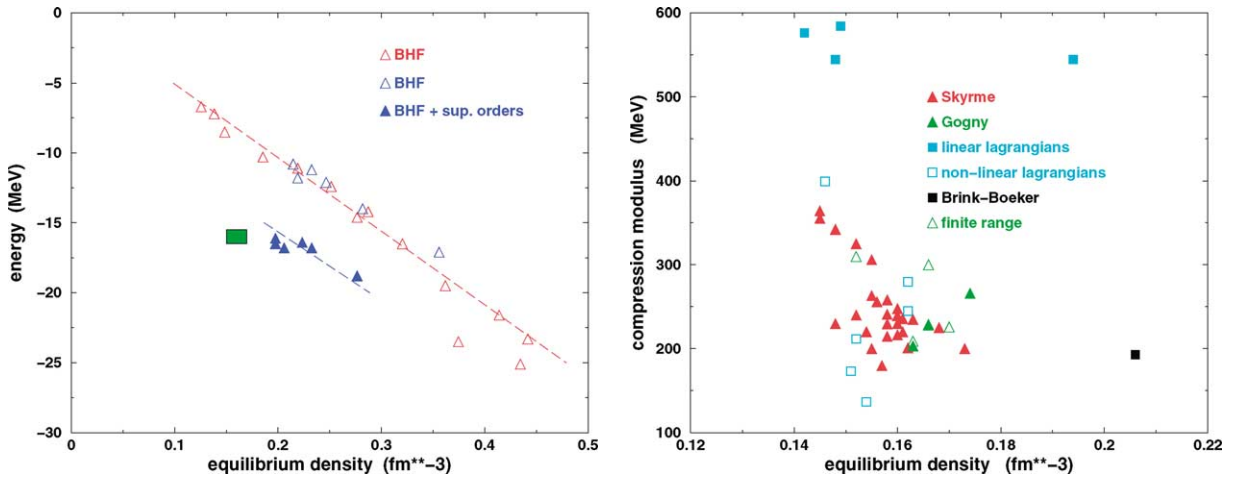 0
−5
−10
−15
−20
−25
−30
energy (MeV)
BHF
BHF
BHF + sup. orders
0
0.1
0.2
0.3
0.4
0.5
equilibrium density (fm**−3)
600
500
400
300
200
100
compression modulus (MeV)
Skyrme
Gogny
linear lagrangians
non−linear lagrangians
Brink−Boeker
finite range
0.12
0.14
0.16
0.18
0.2
0.22
equilibrium density (fm**−3)